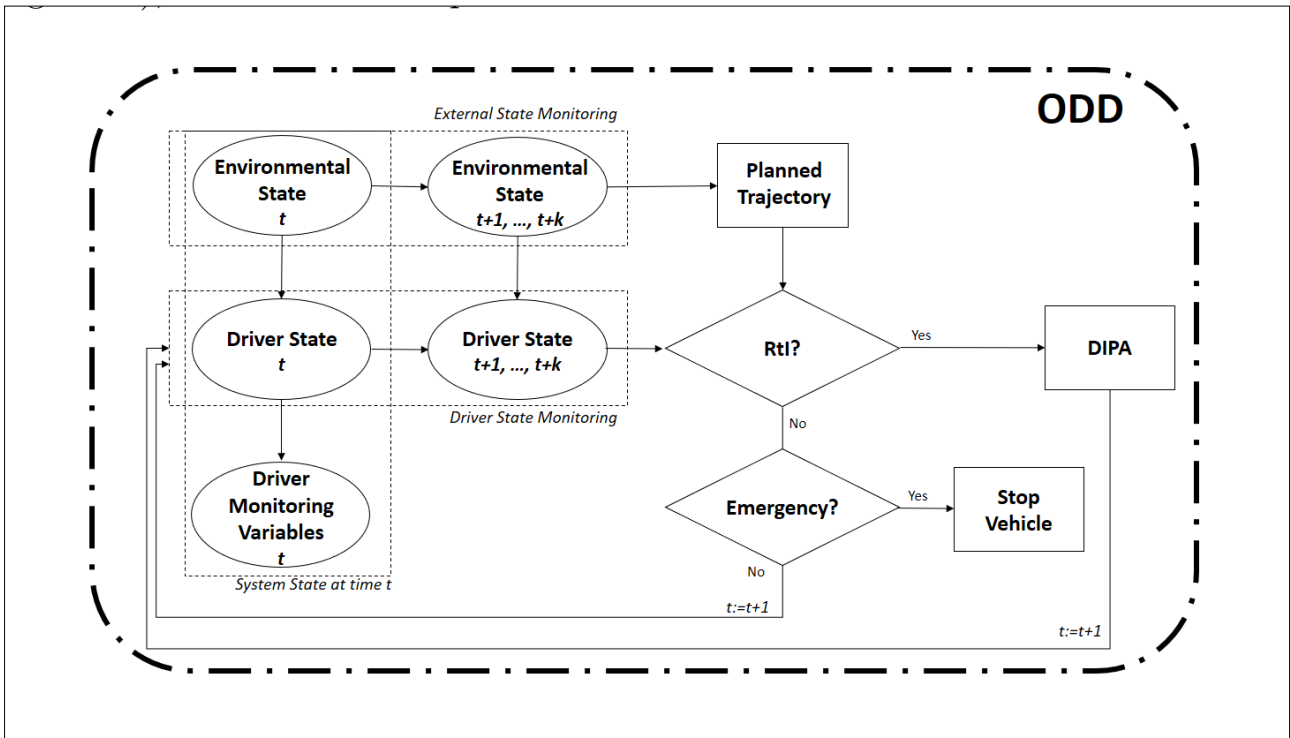 ODD
External State Monitoring
Environmental
State
t
Environmental
State
t+1, …, t+k
Planned
Trajectory
Driver State
t
Driver State
t+1, …, t+k
RtI?
Yes
DIPA
Driver State Monitoring
No
Driver
Monitoring
Variables
t
Emergency?
Yes
Stop
Vehicle
System State at time t
No
t:=t+1
t:=t+1